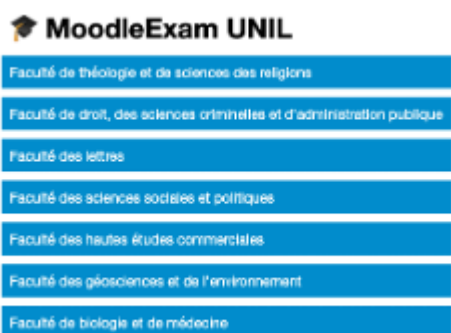 MoodleExam UNIL
Faculté de théologie et de sciences des religions
Faculté de droit, des sciences criminelles et d'administration publique
Faculté des lettres
Faculté des sciences sociales et politiques
Faculté des hautes études commerciales
Faculté des géosciences et de l'environnement
Faculté de biologie et de médecine